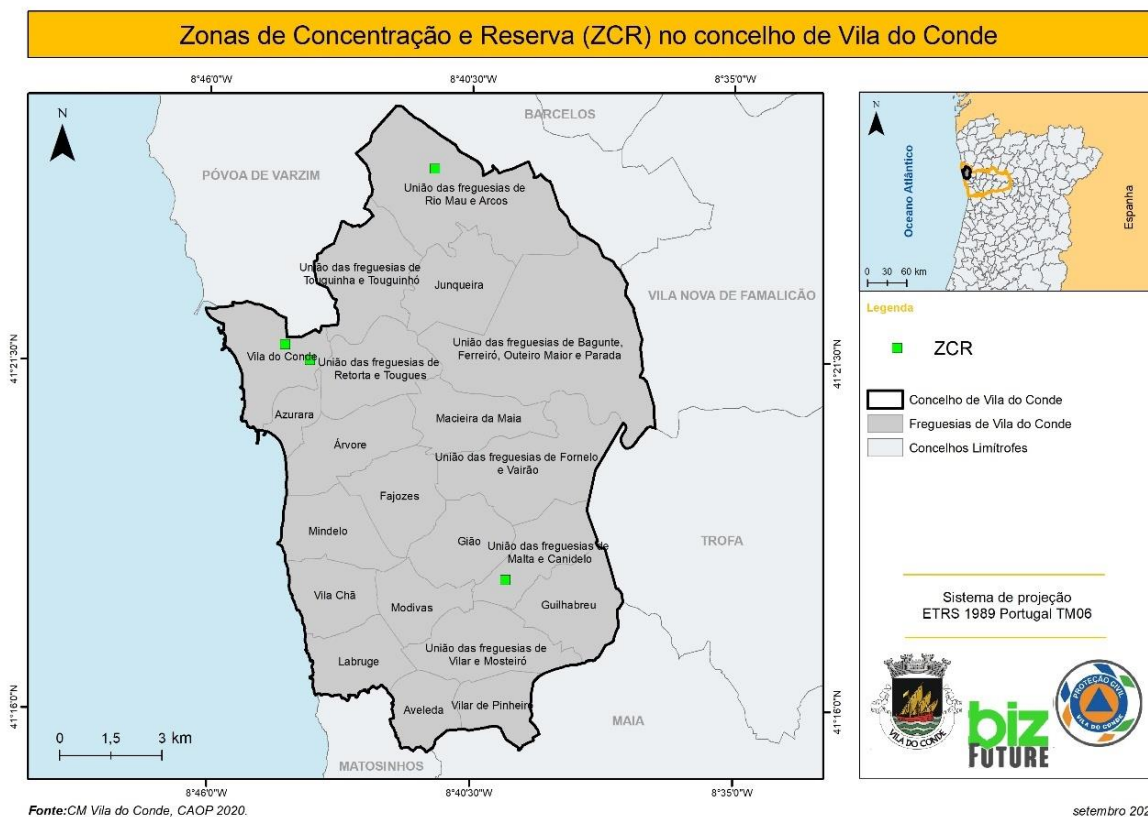 Zonas de Concentração e Reserva (ZCR) no concelho de Vila do Conde
8°46'0"W
8°40'30"W
8°35'0"W
N
BARCELOS
PÓVOA DE VARZIM
União das freguesias de
Rio Mau e Arcos
União das freguesias de
Touguinha e Touguinhó
Junqueira
VILA NOVA DE FAMALICÃO
41°21'30"N
41°21'30"N
Vila do Conde
União das freguesias de
Retorta e Tougues
União das freguesias de Bagunte,
Ferreiró, Outeiro Maior e Parada
Azurara
Macieira da Maia
Árvore
União das freguesias de Fornelo
e Vairão
Fajozes
Mindelo
Gião
União das freguesias de
Malta e Canidelo
TROFA
Vila Chã
Modivas
Guilhabreu
União das freguesias de
Vilar e Mosteiró
Labruge
Aveleda
Vilar de Pinheiro
MAIA
MATOSINHOS
41°16'0"N
41°16'0"N
0 1,5 3 km
8°46'0"W
8°40'30"W
8°35'0"W
N
Oceano Atlântico
Espanha
0 30 60 km
Legenda
ZCR
Concelho de Vila do Conde
Freguesias de Vila do Conde
Concelhos Limítrofes
Sistema de projeção
ETRS 1989 Portugal TM06
VILA DO CONDE
biz
FUTURE
PROTEÇÃO CIVIL
VILA DO CONDE
Fonte:CM Vila do Conde, CAOP 2020.
setembro 202